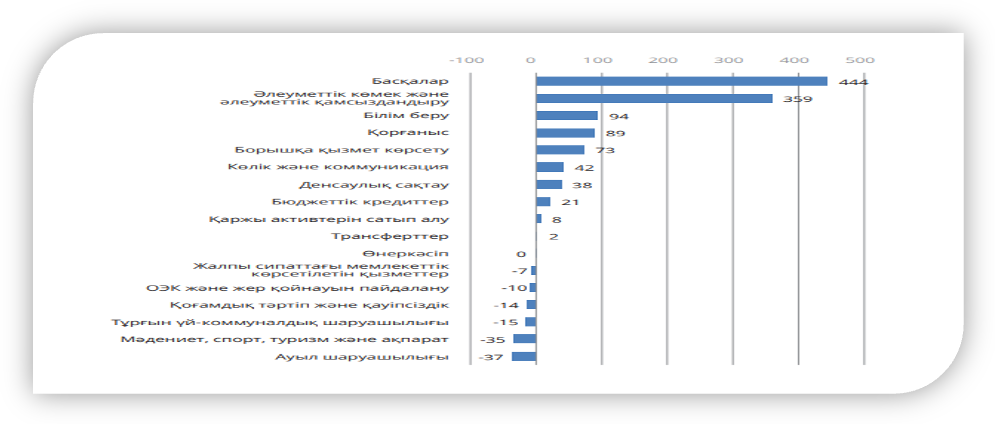 -100 0 100 200 300 400 500
Басқалар 444
Әлеуметтік көмек және
әлеуметтік қамсыздандыру 359
Білім беру 94
Қорғаныс 89
Борышқа қызмет көрсету 73
Көлік және коммуникация 42
Денсаулық сақтау 38
Бюджеттік кредиттер 21
Қаржы активтерін сатып алу 8
Трансферттер 2
Өнеркәсіп 0
Жалпы сипаттағы мемлекеттік
көрсетілетін қызметтер -7
ОЭК және жер қойнауын пайдалану -10
Қоғамдық тәртіп және қауіпсіздік -14
Тұрғын үй-коммуналдық шаруашылығы -15
Мәдениет, спорт, туризм және ақпарат -35
Ауыл шаруашылығы -37